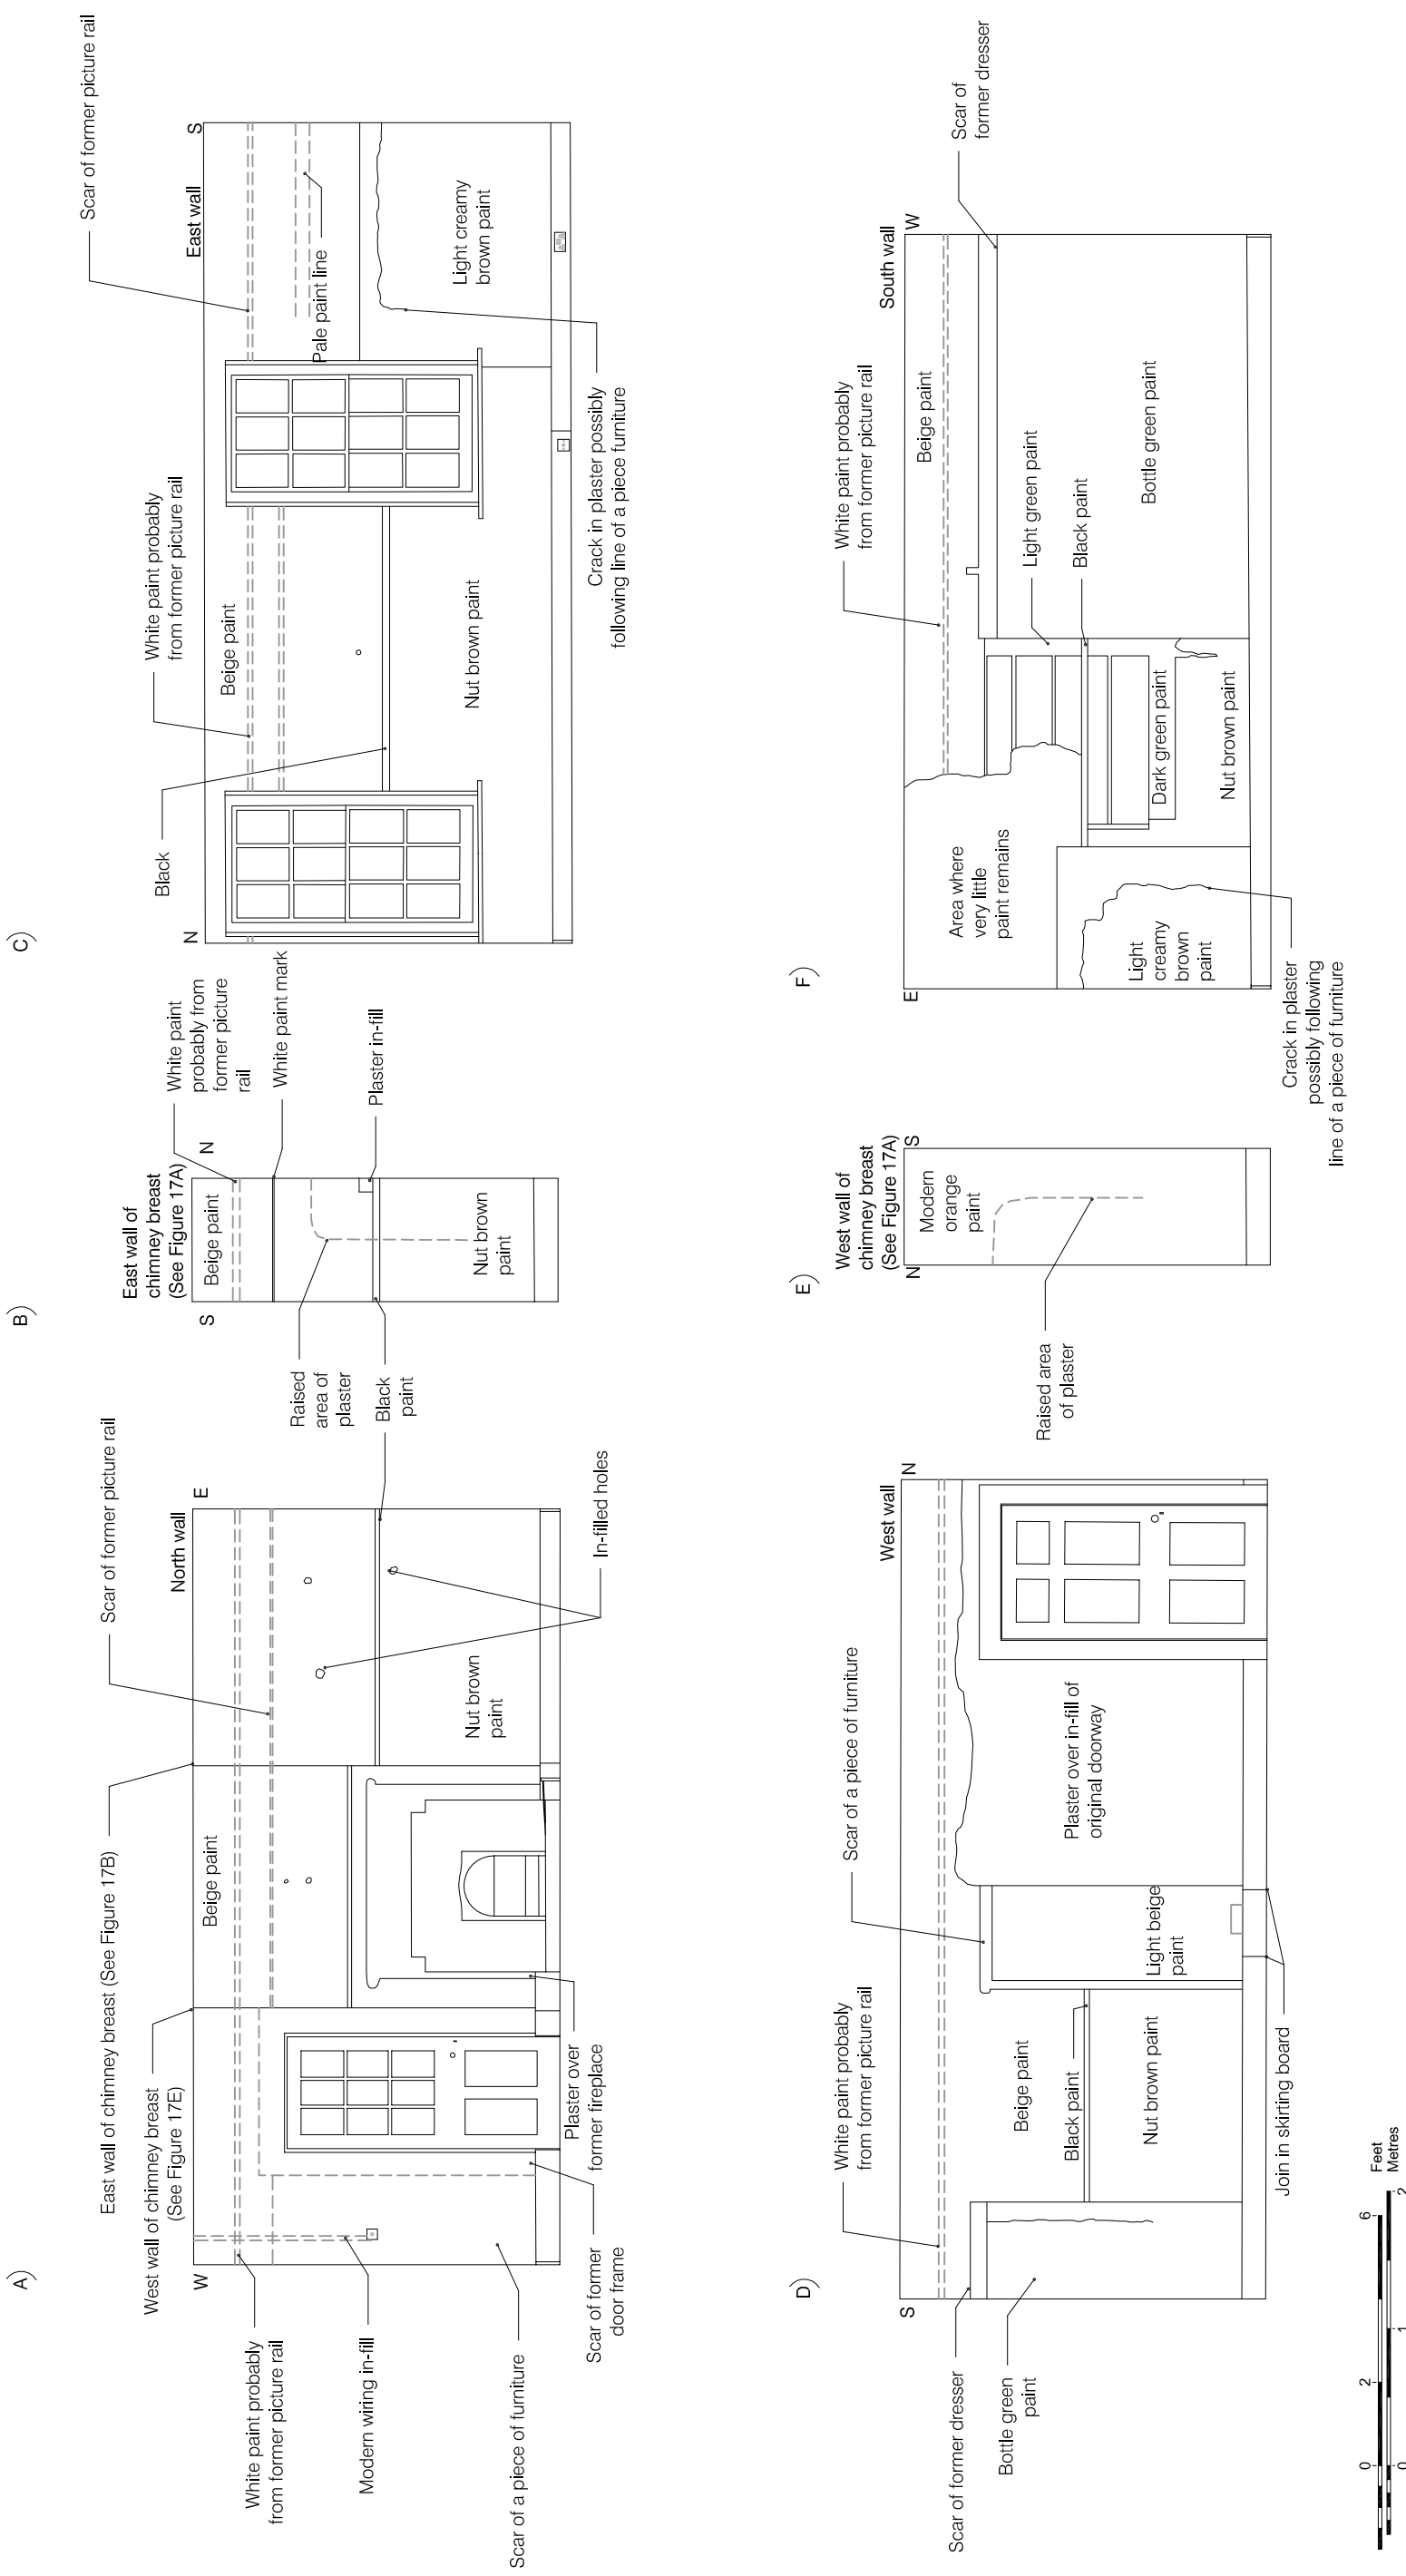 A)
North wall
W
E
East wall of chimney breast (See Figure 17B)
West wall of chimney breast
(See Figure 17E)
Scar of former picture rail
White paint probably
from former picture rail
Modern wiring in-fill
Scar of a piece of furniture
Scar of former
door frame
Plaster over
former fireplace
Beige paint
Nut brown
paint
In-filled holes
Black
paint
B)
East wall of
chimney breast
(See Figure 17A)
S
N
Beige paint
Nut brown
paint
Raised
area of
plaster
White paint
probably from
former picture
rail
White paint mark
Plaster in-fill
C)
East wall
N
S
Black
White paint probably
from former picture rail
Scar of former picture rail
Beige paint
Pale paint line
Nut brown paint
Light creamy
brown paint
Crack in plaster possibly
following line of a piece furniture
D)
West wall
S
N
Scar of former dresser
Bottle green
paint
White paint probably
from former picture rail
Scar of a piece of furniture
Beige paint
Black paint
Nut brown paint
Light beige
paint
Plaster over in-fill of
original doorway
Join in skirting board
E)
West wall of
chimney breast
(See Figure 17A)
N
S
Modern
orange
paint
Raised area
of plaster
F)
South wall
E
W
White paint probably
from former picture rail
Scar of
former dresser
Beige paint
Area where
very little
paint remains
Light green paint
Black paint
Bottle green paint
Dark green paint
Nut brown paint
Light
creamy
brown
paint
Crack in plaster
possibly following
line of a piece of furniture
0 2 6 Feet
Metres
0 1 2